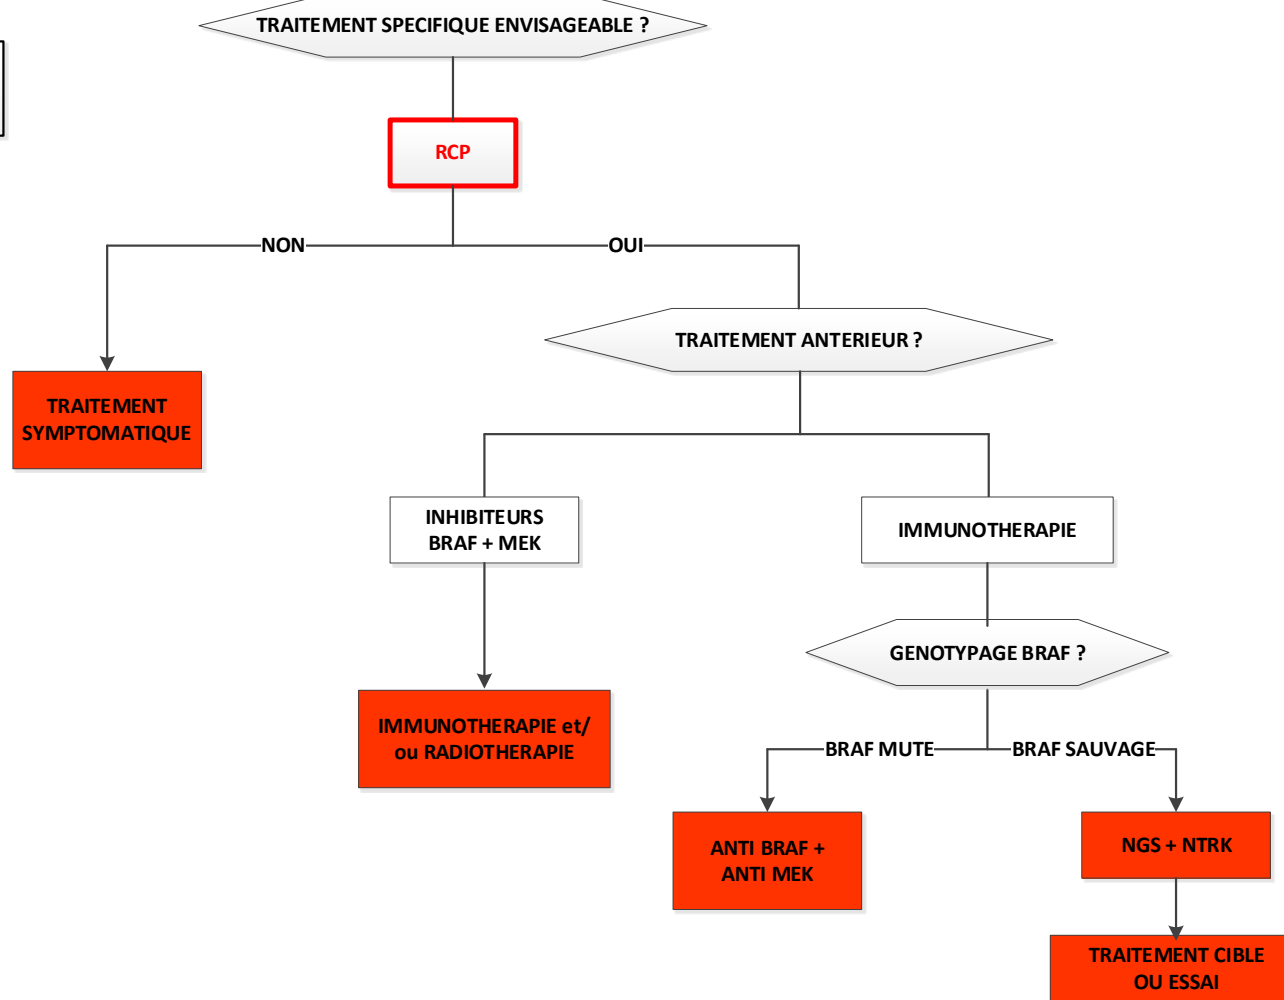 TRAITEMENT SPECIFIQUE ENVISAGEABLE ?
RCP
NON
OUI
TRAITEMENT ANTERIEUR ?
TRAITEMENT
SYMPTOMATIQUE
INHIBITEURS
BRAF + MEK
IMMUNOTHERAPIE
GENOTYPAGE BRAF ?
IMMUNOTHERAPIE et/
ou RADIOTHERAPIE
BRAF MUTE
BRAF SAUVAGE
ANTI BRAF +
ANTI MEK
NGS + NTRK
TRAITEMENT CIBLE
OU ESSAI